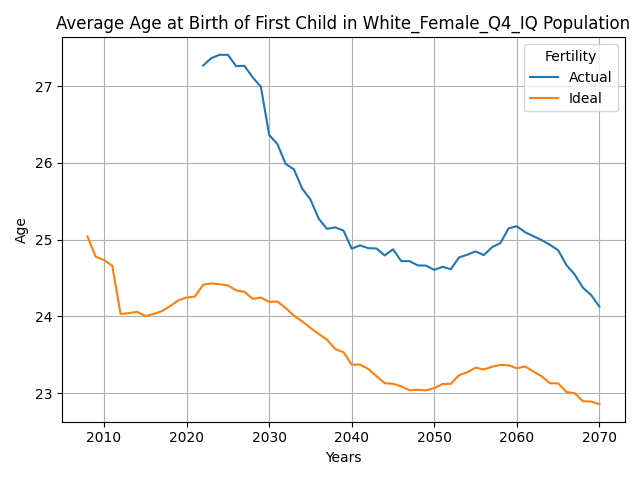 Average Age at Birth of First Child in White_Female_Q4_IQ Population
Fertility
Actual
Ideal
27
26
25
24
23
Age
2010
2020
2030
2040
2050
2060
2070
Years